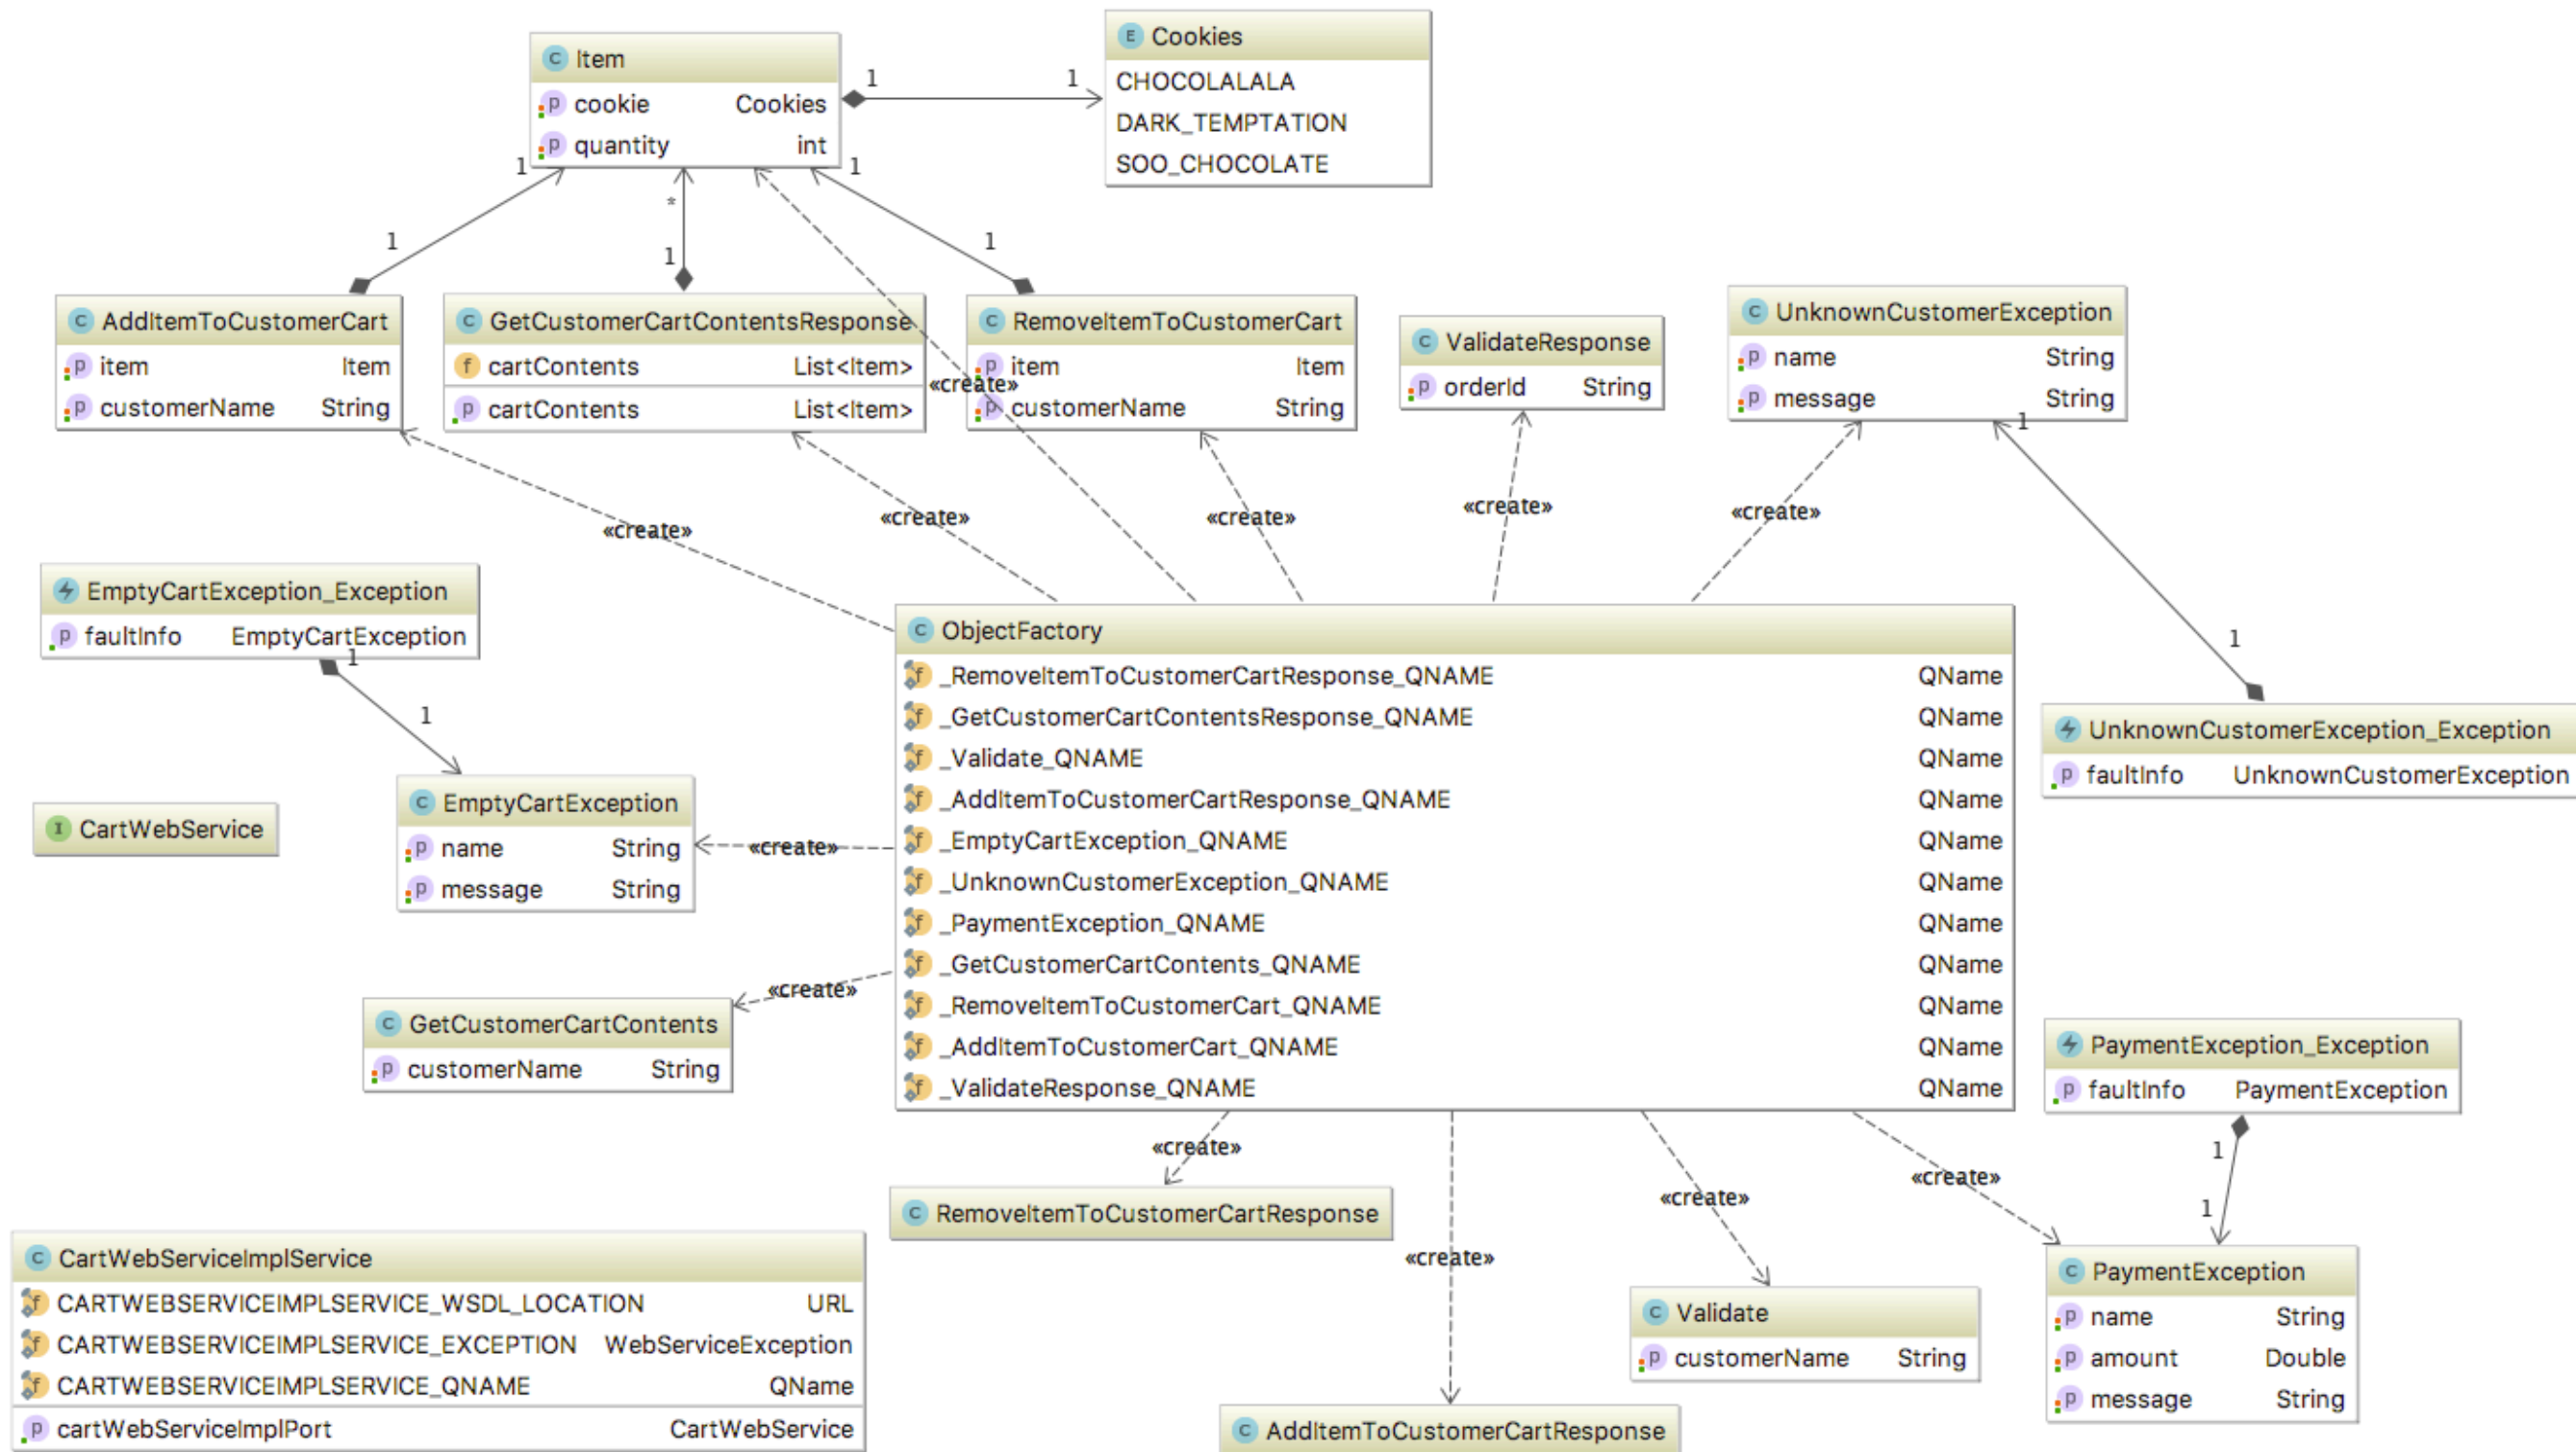 C Item
p cookie Cookies
p quantity int
1 1
E Cookies
CHOCOLALALA
DARK_TEMPTATION
SOO_CHOCOLATE
1
*
1
1
1
1
C AddItemToCustomerCart
p item Item
p customerName String
C GetCustomerCartContentsResponse
f cartContents List<Item>
p cartContents List<Item>
C RemoveItemToCustomerCart
p item Item
p customerName String
«create»
C ValidateResponse
p orderId String
C UnknownCustomerException
p name String
p message String
1
«create»
«create»
«create»
«create»
«create»
1
EmptyCartException_Exception
p faultInfo EmptyCartException
1
1
C EmptyCartException
p name String
p message String
«create»
I CartWebService
C GetCustomerCartContents
p customerName String
«create»
C ObjectFactory
f _RemoveItemToCustomerCartResponse_QNAME QName
f _GetCustomerCartContentsResponse_QNAME QName
f _Validate_QNAME QName
f _AddItemToCustomerCartResponse_QNAME QName
f _EmptyCartException_QNAME QName
f _UnknownCustomerException_QNAME QName
f _PaymentException_QNAME QName
f _GetCustomerCartContents_QNAME QName
f _RemoveItemToCustomerCart_QNAME QName
f _AddItemToCustomerCart_QNAME QName
f _ValidateResponse_QNAME QName
UnknownCustomerException_Exception
p faultInfo UnknownCustomerException
PaymentException_Exception
p faultInfo PaymentException
1
1
«create»
«create»
«create»
«create»
C RemoveItemToCustomerCartResponse
C CartWebServiceImplService
f CARTWEBSERVICEIMPLSERVICE_WSDL_LOCATION URL
f CARTWEBSERVICEIMPLSERVICE_EXCEPTION WebServiceException
f CARTWEBSERVICEIMPLSERVICE_QNAME QName
p cartWebServiceImplPort CartWebService
C AddItemToCustomerCartResponse
C Validate
p customerName String
C PaymentException
p name String
p amount Double
p message String